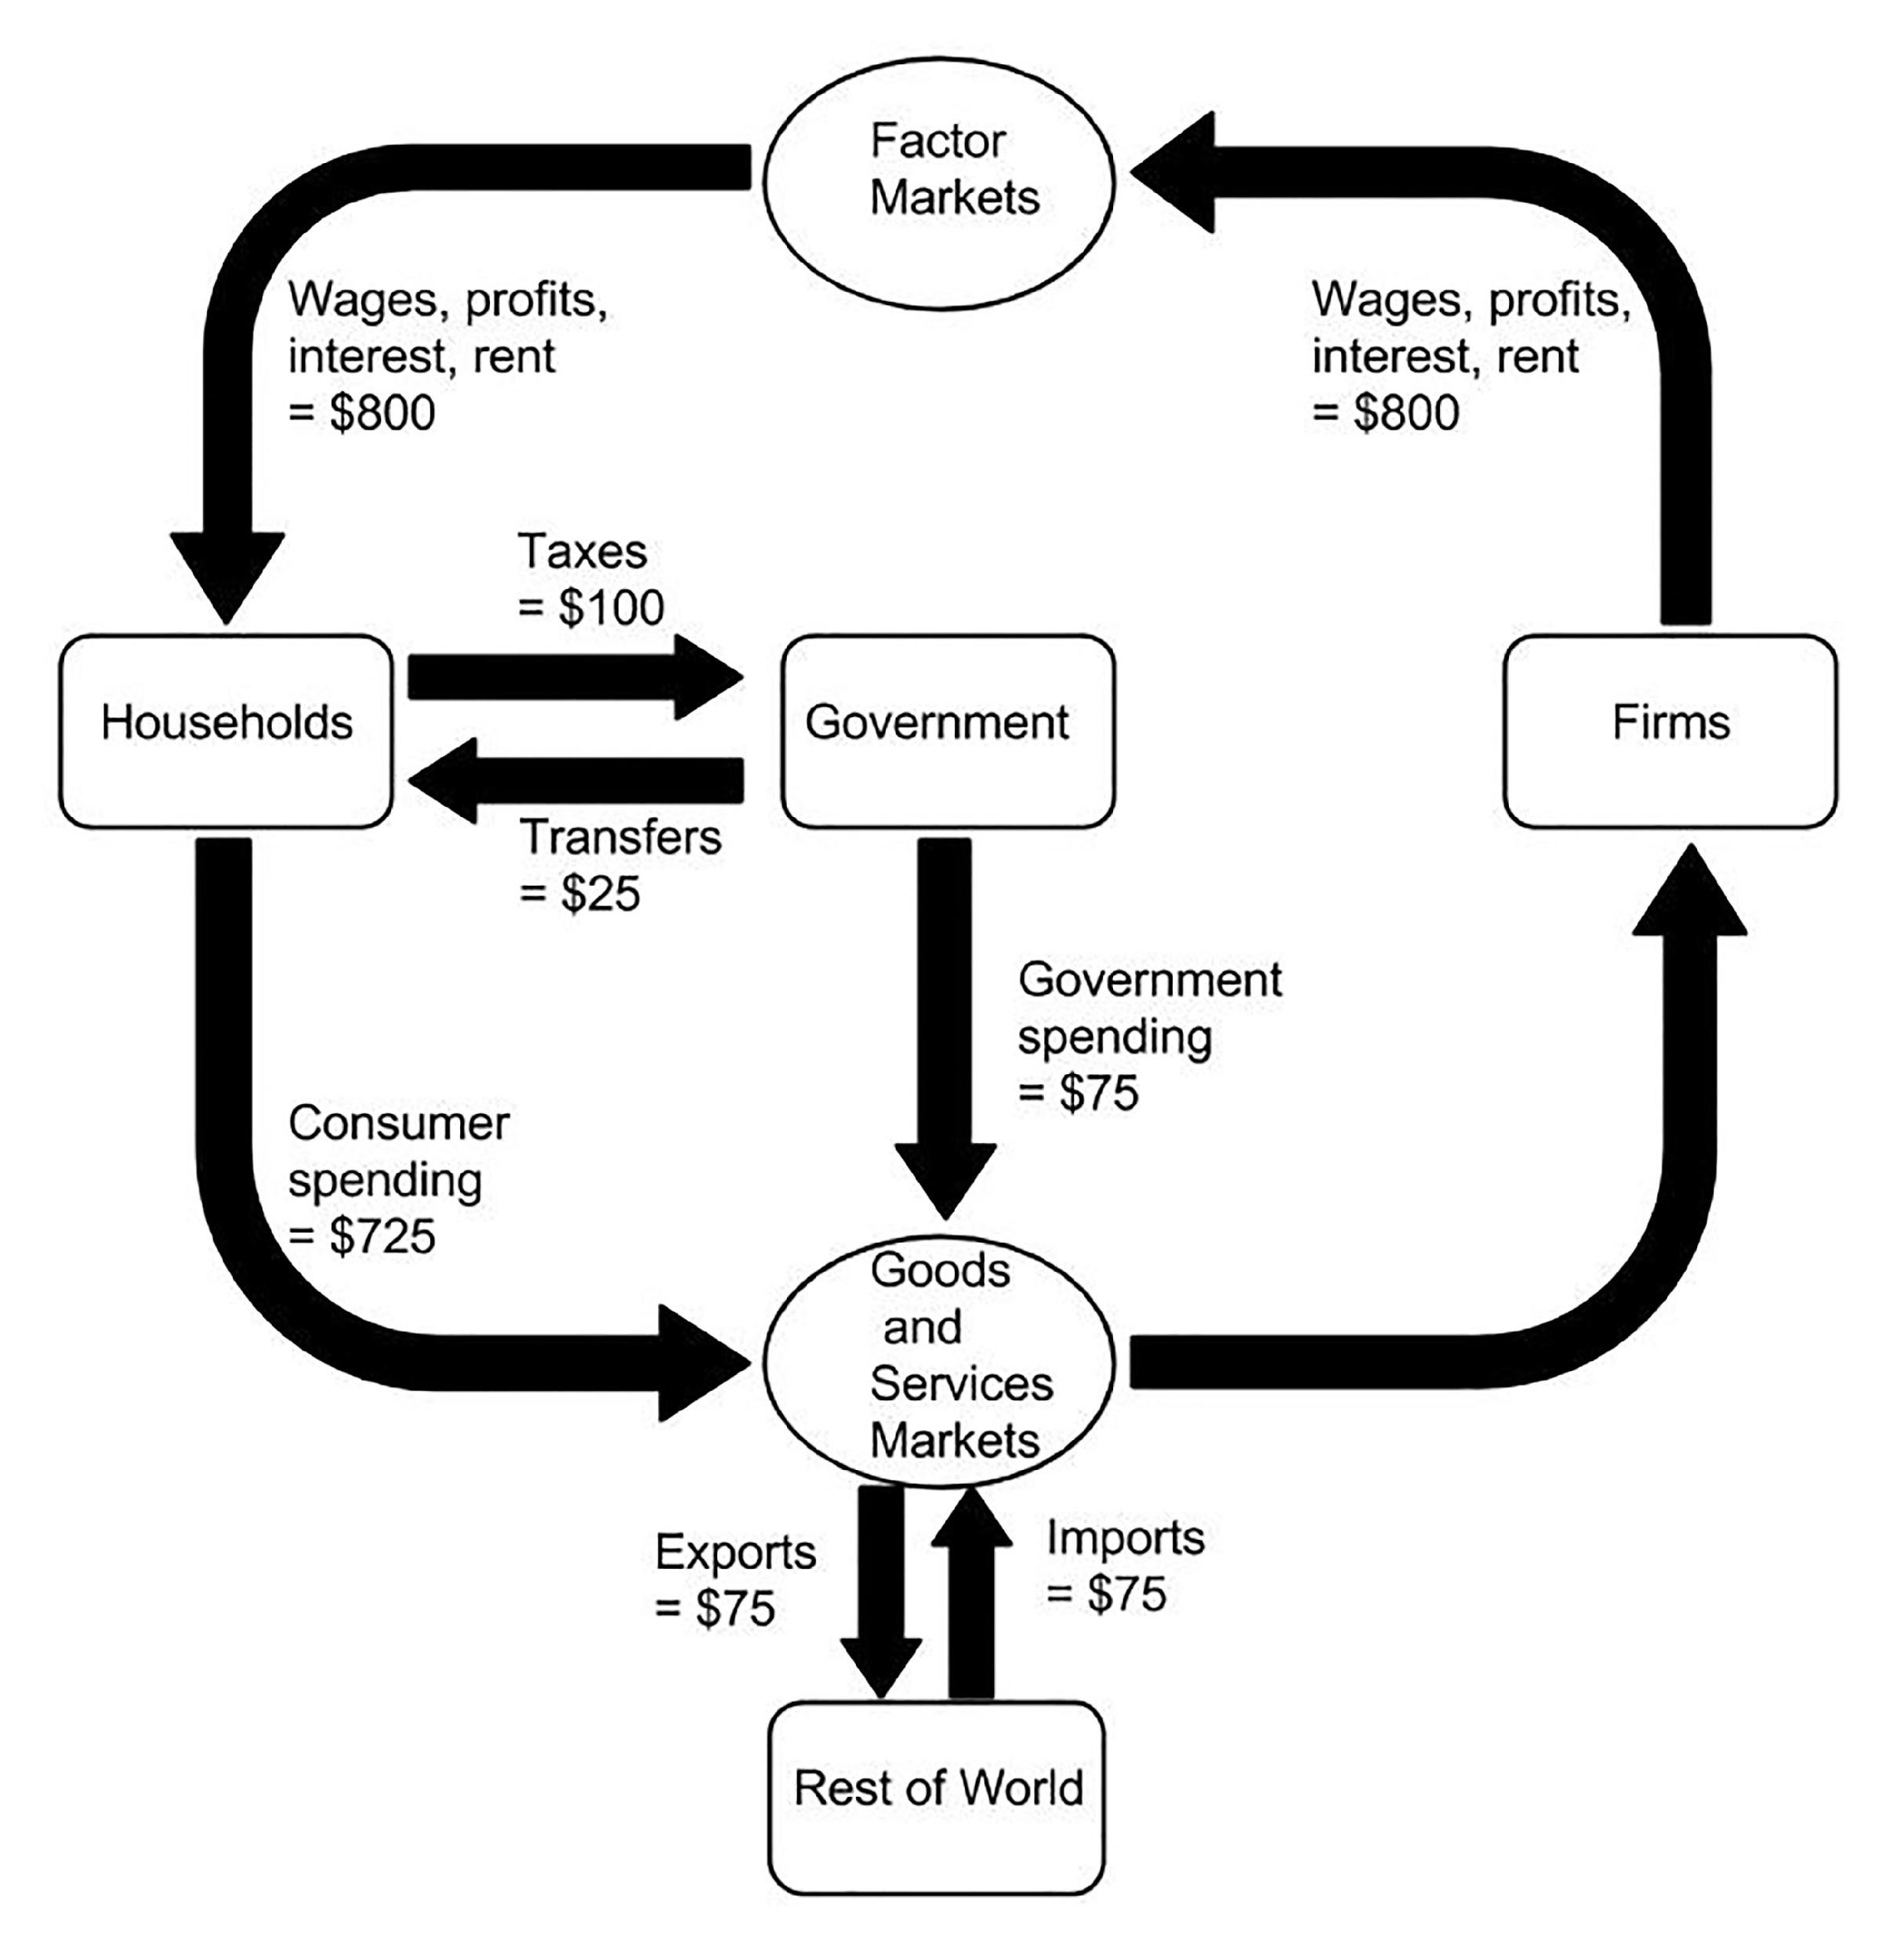 Factor
Markets
Wages, profits,
interest, rent
= $800
Wages, profits,
interest, rent
= $800
Taxes
= $100
Households
Government
Firms
Transfers
= $25
Government
spending
= $75
Consumer
spending
= $725
Goods
and
Services
Markets
Exports
= $75
Imports
= $75
Rest of World